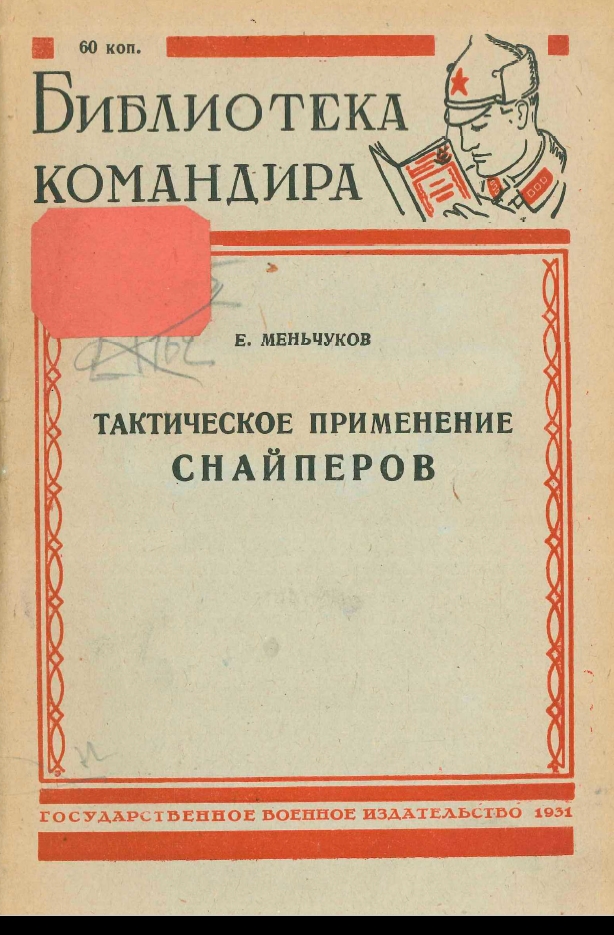 60 коп.
БИБЛИОТЕКА
КОМАНДИРА
Е. МЕНЬЧУКОВ
ТАКТИЧЕСКОЕ ПРИМЕНЕНИЕ
СНАЙПЕРОВ
ГОСУДАРСТВЕННОЕ ВОЕННОЕ ИЗДАТЕЛЬСТВО 1931